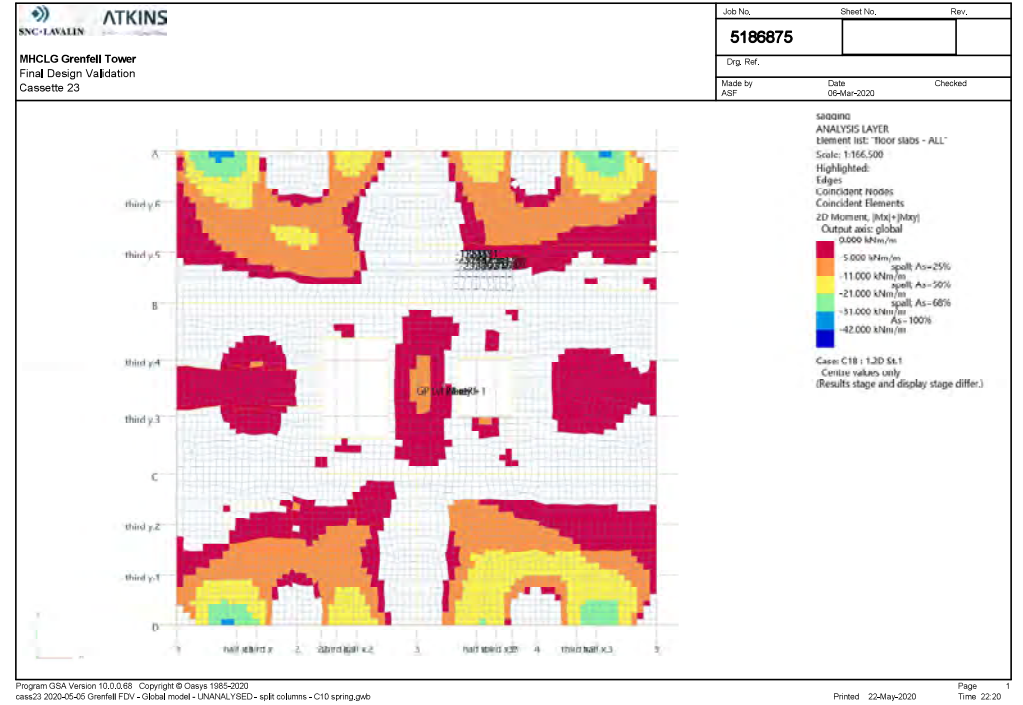 SNC·LAVALIN
ATKINS
MHCLG Grenfell Tower
Final Design Validation
Cassette 23
Job No.
Sheet No.
Rev.
5186875
Drg. Ref.
Made by
Date
Checked
ASF
06-Mar-2020
sagging
ANALYSIS LAYER
Element list: "floor slabs - ALL"
Scale: 1:166.500
Highlighted:
Edges
Coincident Nodes
Coincident Elements
2D Moment, |Mx|+|Mxy|
Output axis: global
0.000 kNm/m
-5.000 kNm/m
spall; As=25%
-11.000 kNm/m
spall; As=50%
-21.000 kNm/m
spall; As=68%
-31.000 kNm/m
As=100%
-42.000 kNm/m
Case: C18 : 1.2D St.1
Centre values only
(Results stage and display stage differ.)
A
third y.6
third y.5
B
third y.4
third y.3
C
third y.2
third y.1
D
1
2
3
4
5
Program GSA Version 10.0.0.68 Copyright © Oasys 1985-2020
cass23 2020-05-05 Grenfell FDV - Global model - UNANALYSED - split columns - C10 spring.gwb
Page 1
Printed 22-May-2020
Time 22:20